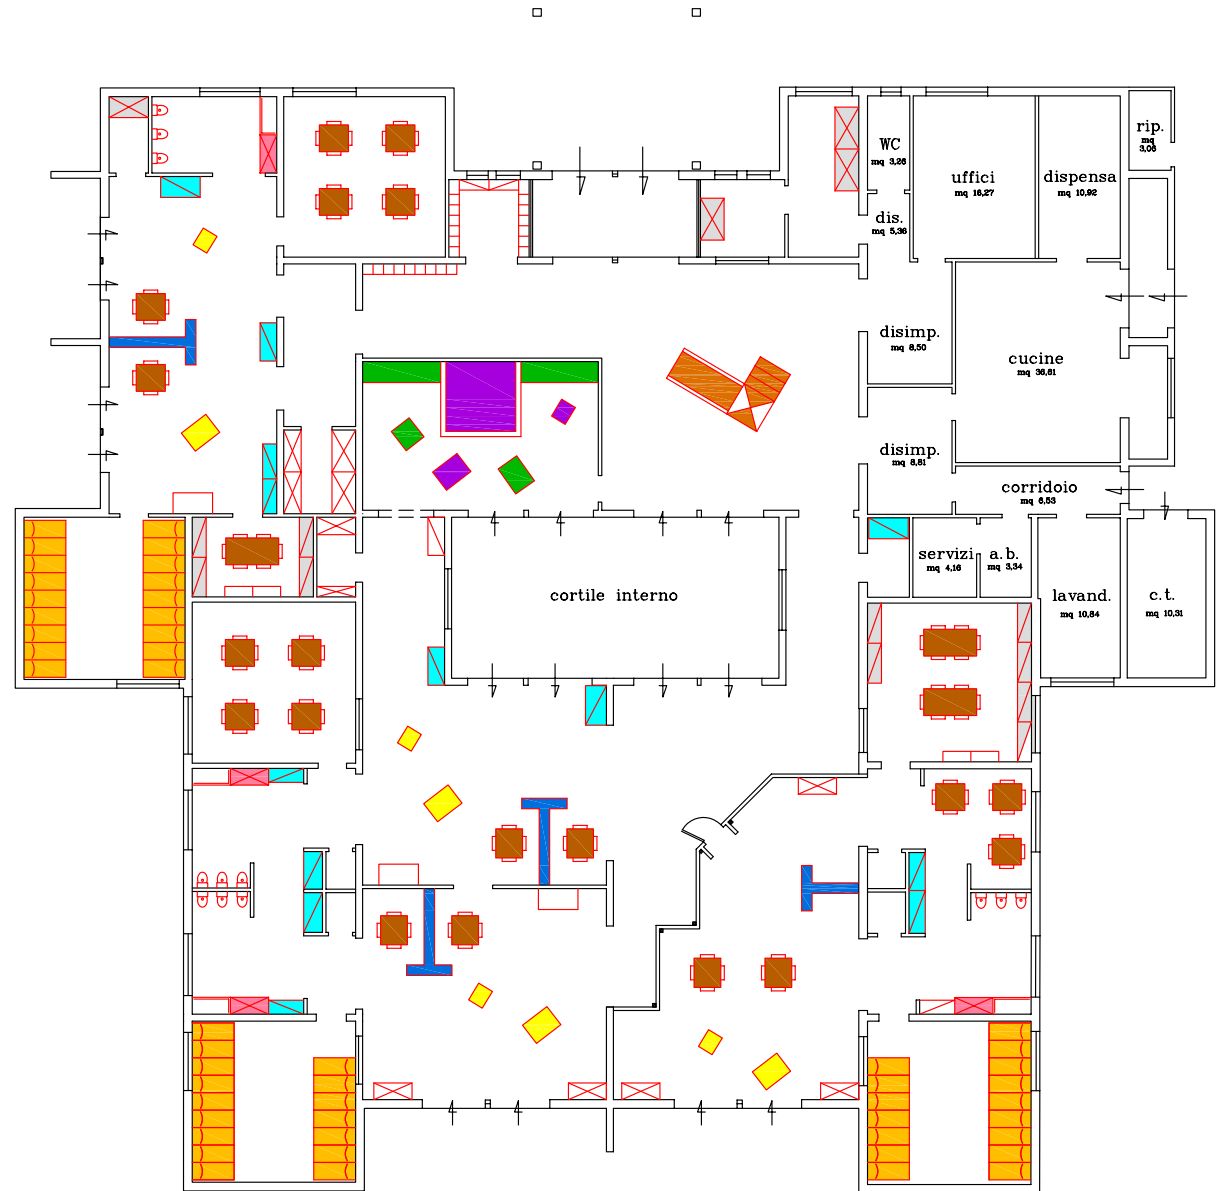 rip.
mq
3,06
WC
mq 3,26
uffici
mq 16,27
dispensa
mq 10,92
dis.
mq 5,36
disimp.
mq 8,50
cucine
mq 36,61
disimp.
mq 8,81
corridoio
mq 6,53
servizi
mq 4,16
a.b.
mq 3,34
cortile interno
lavand.
mq 10,84
c.t.
mq 10,31